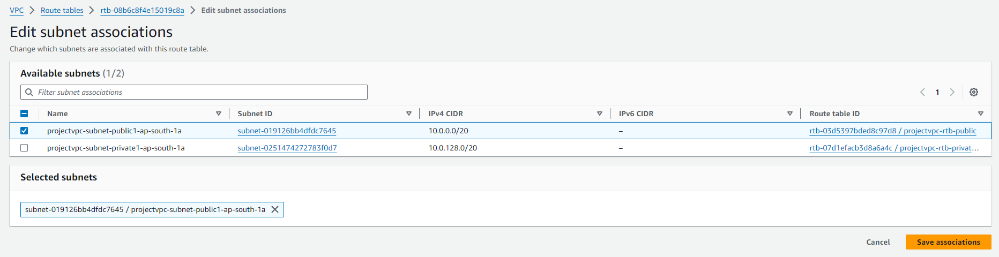 VPC > Route tables > rtb-08b6c8f4e15019c8a > Edit subnet associations
Edit subnet associations
Change which subnets are associated with this route table.
Available subnets (1/2)
Filter subnet associations
1
Name Subnet ID IPv4 CIDR IPv6 CIDR Route table ID
projectvpc-subnet-public1-ap-south-1a subnet-019126bb4dfdc7645 10.0.0.0/20 – rtb-03d5397bded8c97d8 / projectvpc-rtb-public
projectvpc-subnet-private1-ap-south-1a subnet-0251474272783f0d7 10.0.128.0/20 – rtb-07d1efacb3d8a6a4c / projectvpc-rtb-privat...
Selected subnets
subnet-019126bb4dfdc7645 / projectvpc-subnet-public1-ap-south-1a
Cancel Save associations